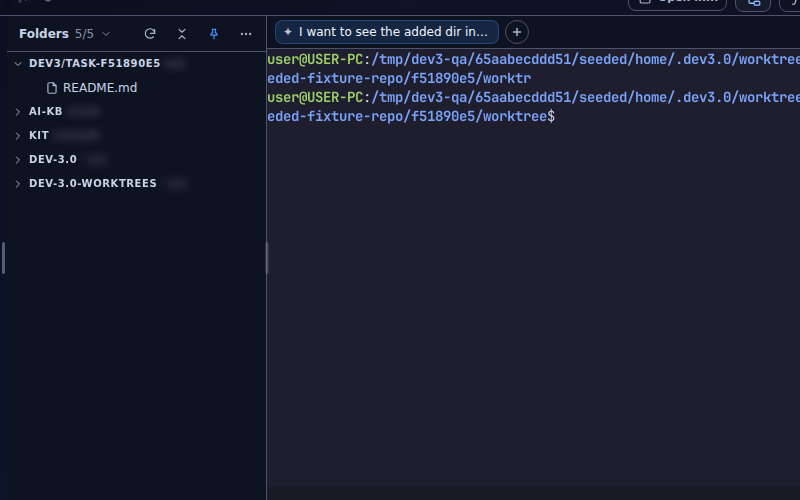 Folders 5/5
DEV3/TASK-F51890E5
README.md
AI-KB
KIT
DEV-3.0
DEV-3.0-WORKTREES
I want to see the added dir in...
user@USER-PC:/tmp/dev3-qa/65aabecddd51/seeded/home/.dev3.0/worktree
eded-fixture-repo/f51890e5/worktr
user@USER-PC:/tmp/dev3-qa/65aabecddd51/seeded/home/.dev3.0/worktree
eded-fixture-repo/f51890e5/worktree$